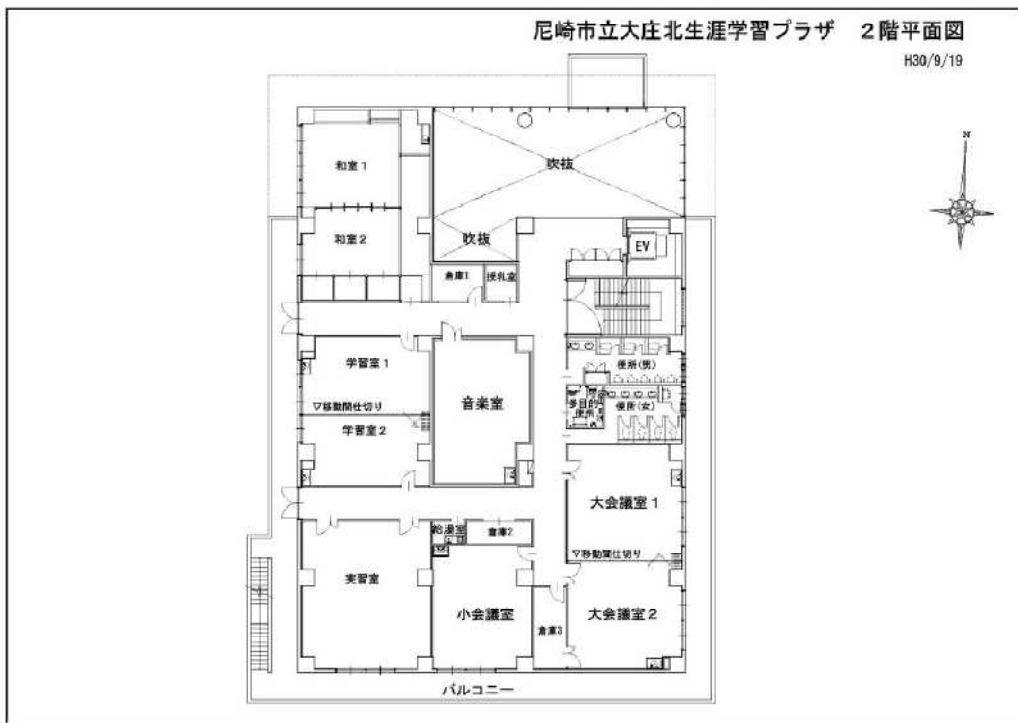 尼崎市立大庄北生涯学習プラザ　2階平面図
H30/9/19
N
和室1
吹抜
和室2
吹抜
EV
倉庫1
授乳室
学習室1
便所(男)
▽移動間仕切り
音楽室
多目的
便所
便所(女)
学習室2
大会議室1
給湯室
倉庫2
▽移動間仕切り
実習室
小会議室
倉庫3
大会議室2
バルコニー